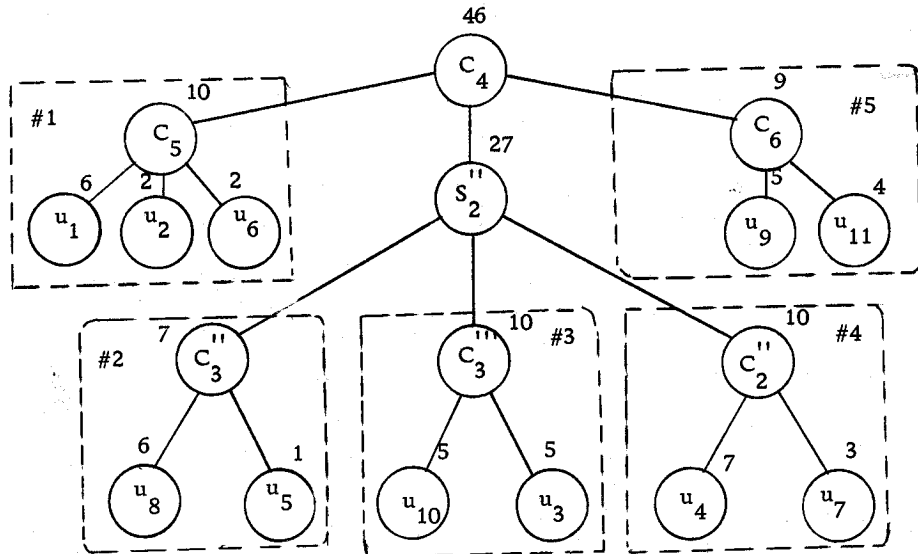 46
C₄
#1
10
C₅
9
#5
C₆
27
S₂''
6
2
2
5
4
u₁
u₂
u₆
u₉
u₁₁
#2
7
C₃''
10
C₃'''
#3
10
C₂''
#4
6
1
5
5
7
3
u₈
u₅
u₁₀
u₃
u₄
u₇